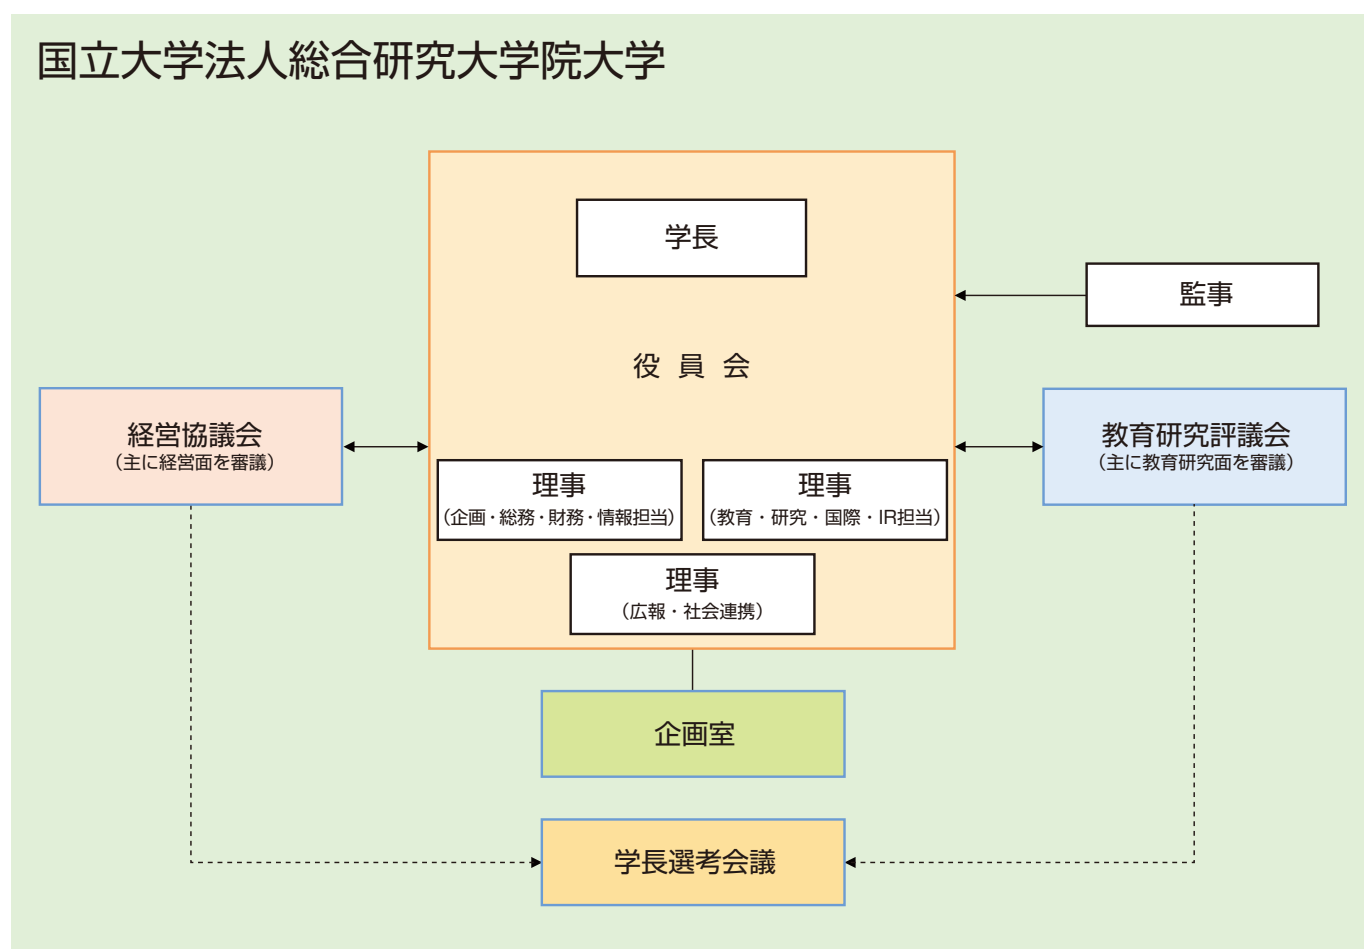 国立大学法人総合研究大学院大学
学長
監事
役員会
経営協議会
（主に経営面を審議）
教育研究評議会
（主に教育研究面を審議）
理事
（企画・総務・財務・情報担当）
理事
（教育・研究・国際・IR担当）
理事
（広報・社会連携）
企画室
学長選考会議